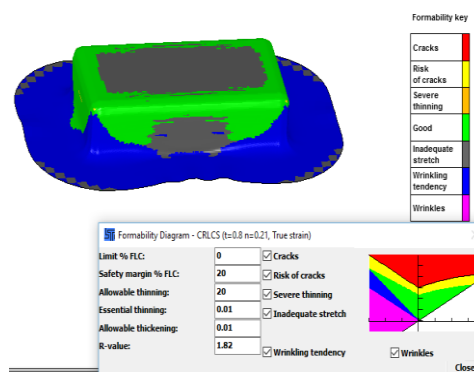 Formability key
Cracks
Risk
of cracks
Severe
thinning
Good
Inadequate
stretch
Wrinkling
tendency
Wrinkles
Formability Diagram - CRLCS (t=0.8 n=0.21, True strain)
Limit % FLC: 0 Cracks
Safety margin % FLC: 20 Risk of cracks
Allowable thinning: 20 Severe thinning
Essential thinning: 0.01 Inadequate stretch
Allowable thickening: 0.01
R-value: 1.82 Wrinkling tendency Wrinkles
Close